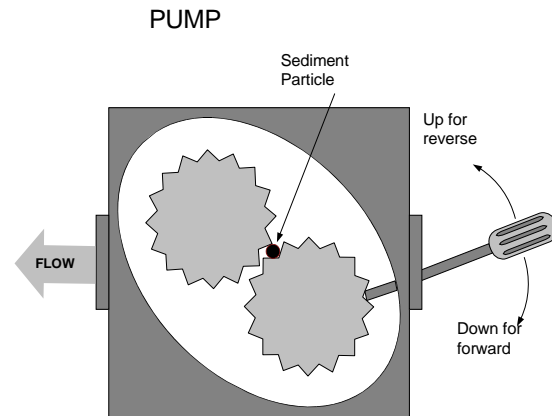 PUMP
Sediment
Particle
Up for
reverse
FLOW
Down for
forward